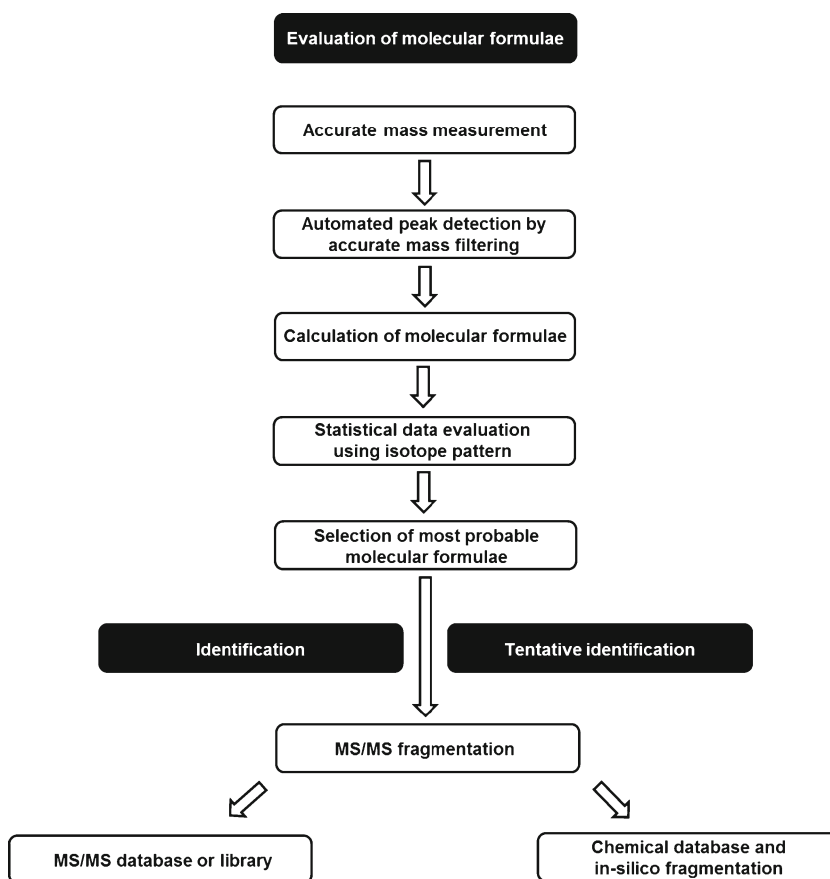 Evaluation of molecular formulae
Accurate mass measurement
Automated peak detection by
accurate mass filtering
Calculation of molecular formulae
Statistical data evaluation
using isotope pattern
Selection of most probable
molecular formulae
Identification
Tentative identification
MS/MS fragmentation
MS/MS database or library
Chemical database and
in-silico fragmentation